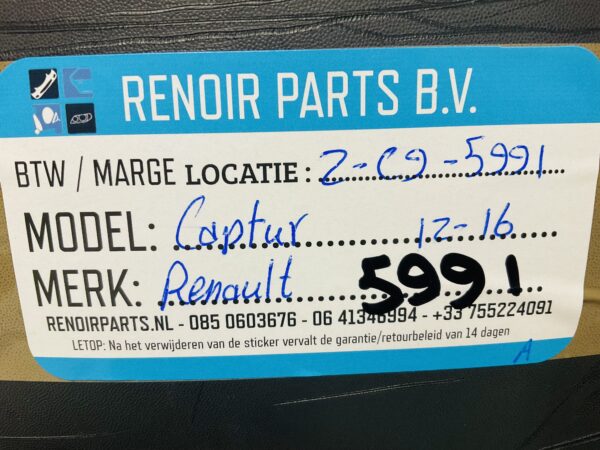 RENOIR PARTS B.V.
BTW / MARGE LOCATIE: 2-C9-5991
MODEL: Captur 12-16
MERK: Renault 5991
RENOIRPARTS.NL - 085 0603676 - 06 41346994 - +33 755224091
LETOP: Na het verwijderen van de sticker vervalt de garantie/retourbeleid van 14 dagen
A